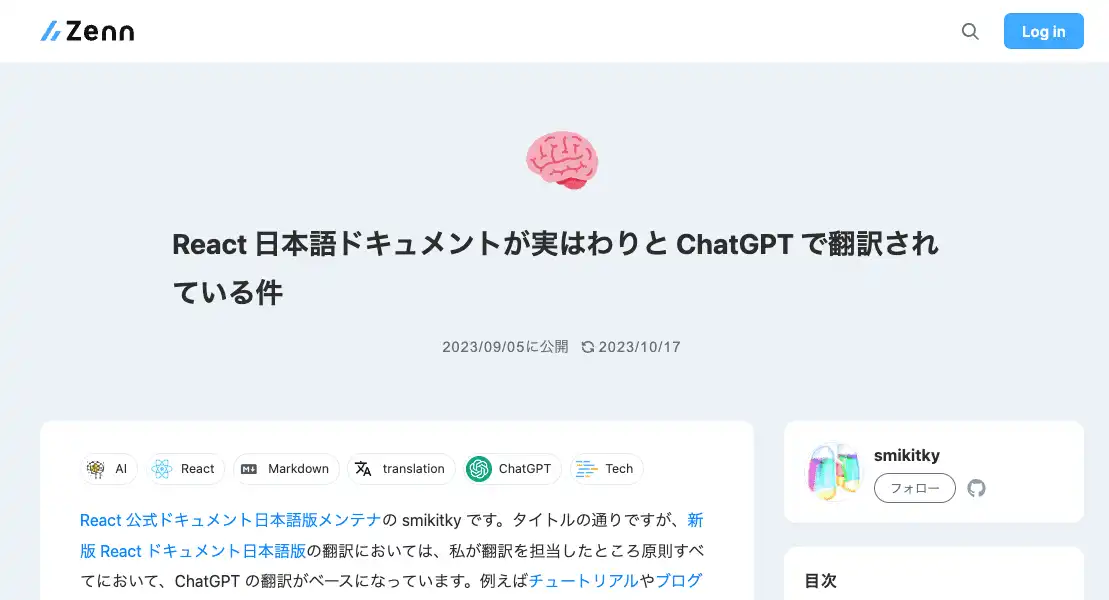 Zenn
Log in
React 日本語ドキュメントが実はわりと ChatGPT で翻訳され
ている件
2023/09/05に公開 2023/10/17
AI React Markdown translation ChatGPT Tech
React 公式ドキュメント日本語版メンテナの smikitky です。タイトルの通りですが、新
版 React ドキュメント日本語版の翻訳においては、私が翻訳を担当したところ原則すべ
てにおいて、ChatGPT の翻訳がベースになっています。例えばチュートリアルやブログ
smikitky
フォロー
目次